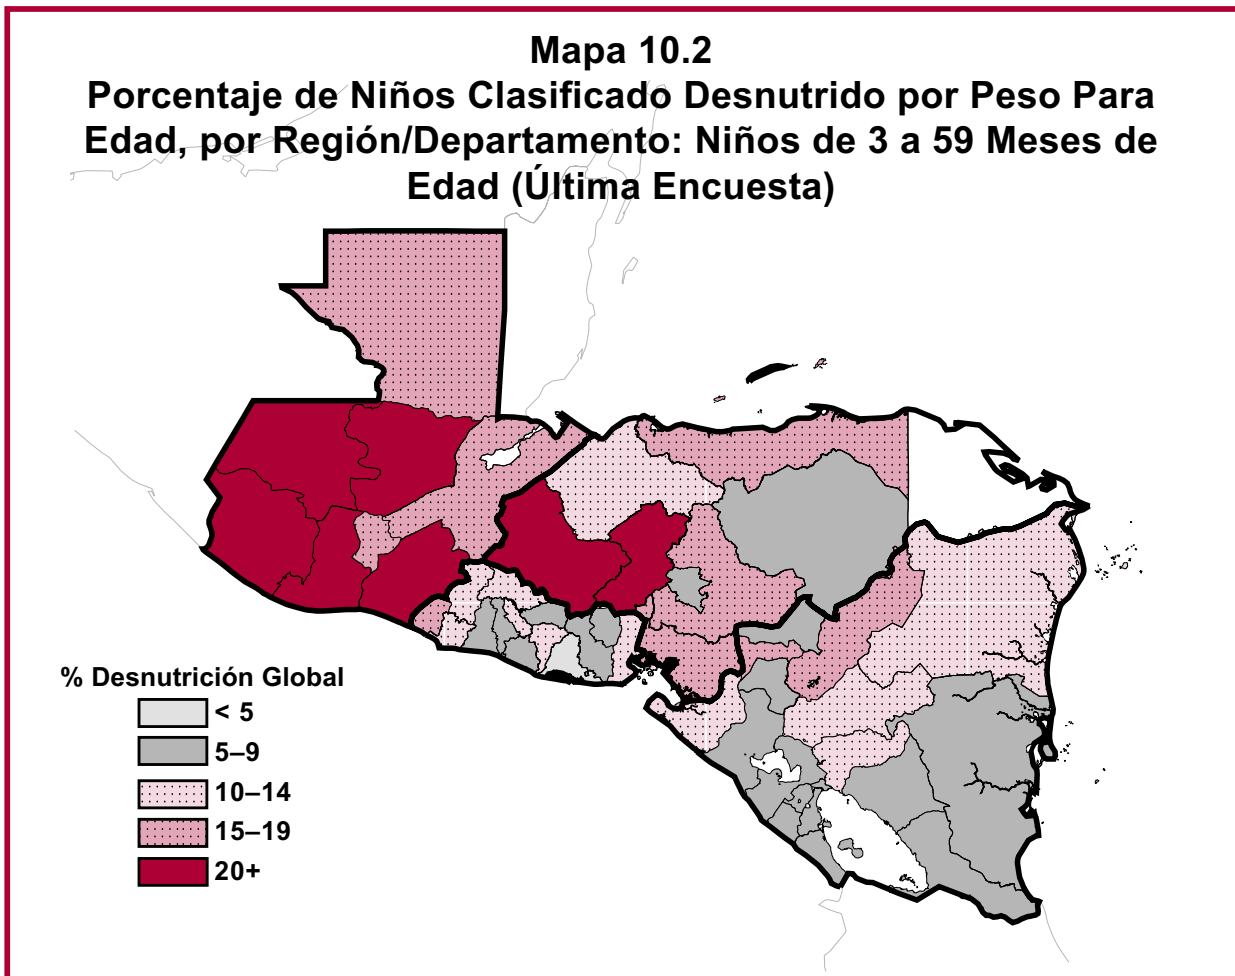 Mapa 10.2
Porcentaje de Niños Clasificado Desnutrido por Peso Para
Edad, por Región/Departamento: Niños de 3 a 59 Meses de
Edad (Última Encuesta)
% Desnutrición Global
< 5
5–9
10–14
15–19
20+